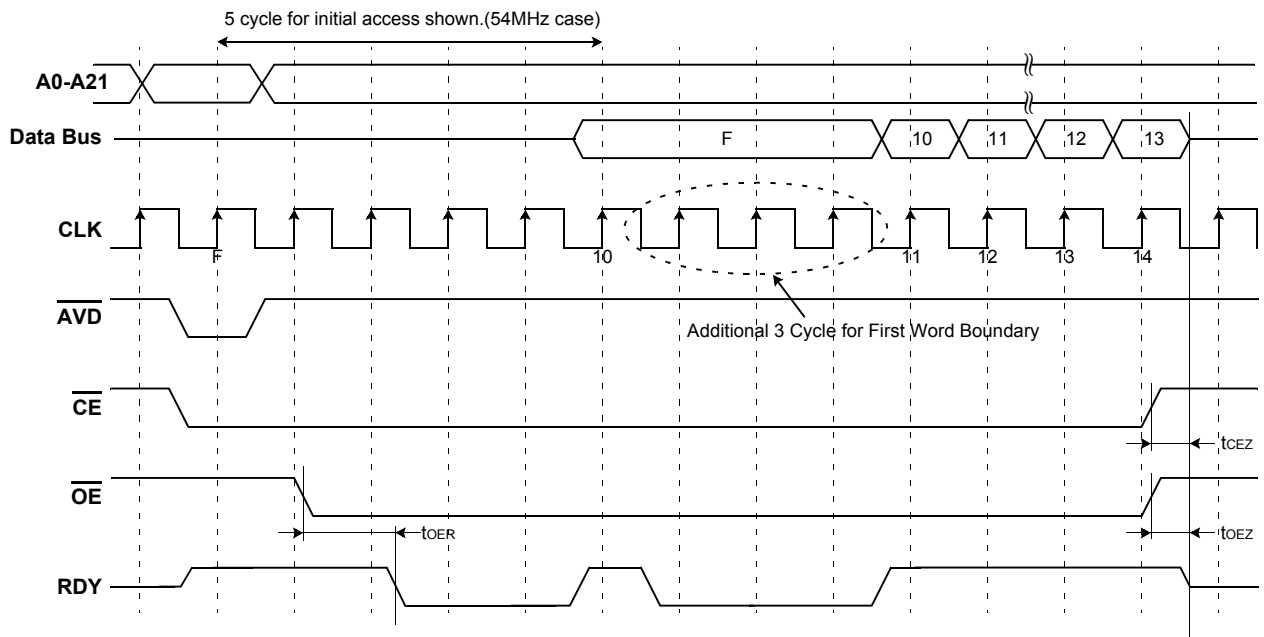 5 cycle for initial access shown.(54MHz case)
A0-A21
Data Bus
F
10
11
12
13
CLK
F
10
11
12
13
14
AVD
Additional 3 Cycle for First Word Boundary
CE
tCEZ
OE
tOER
tOEZ
RDY